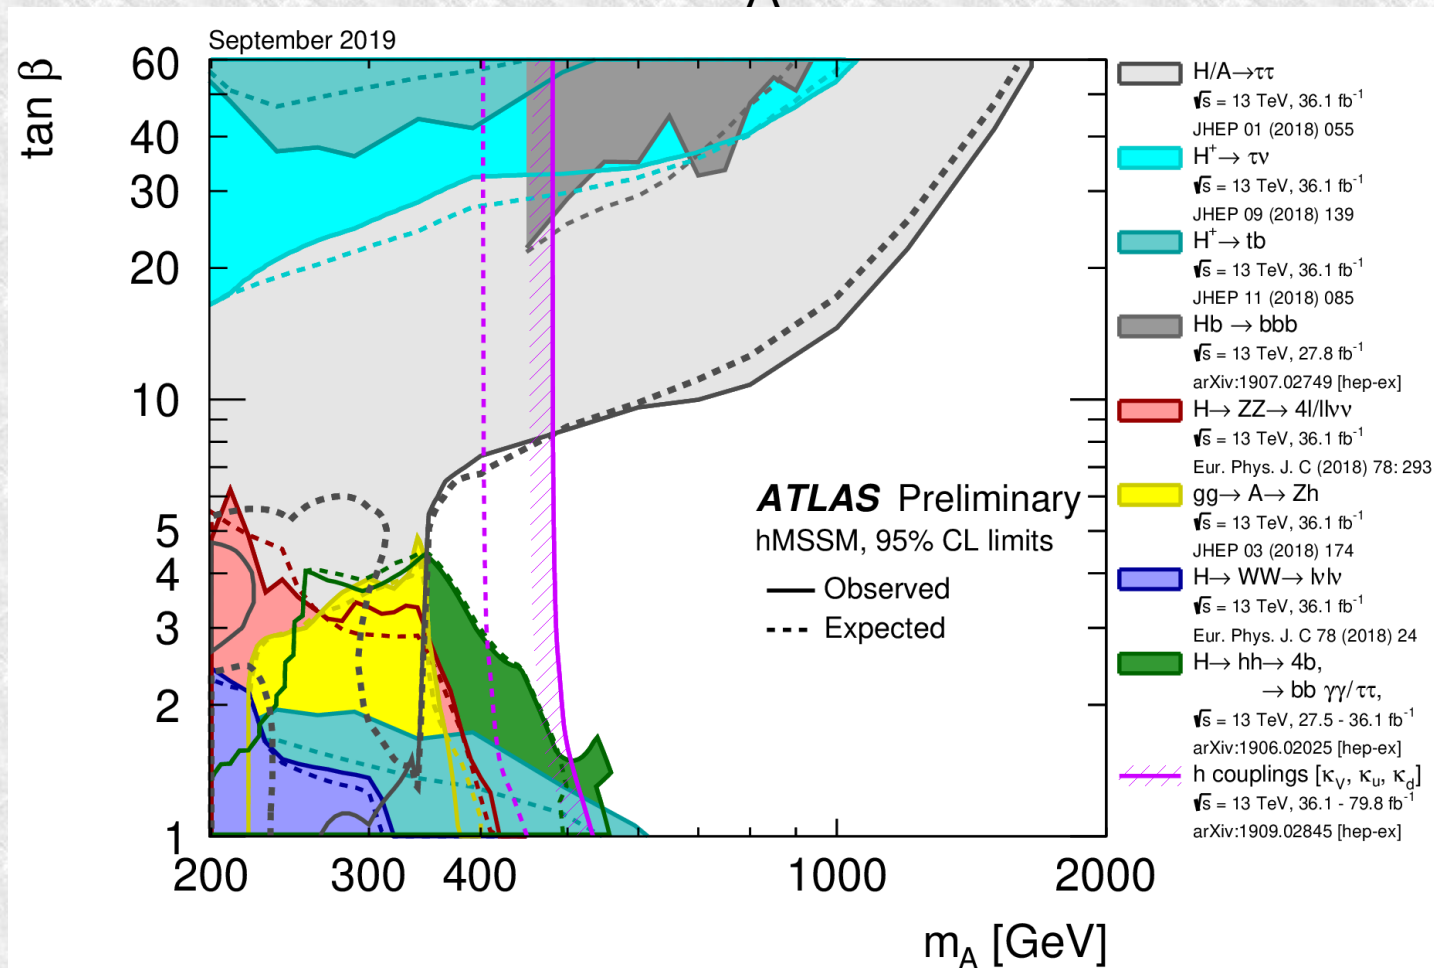 September 2019
tan β
60
40
30
20
10
5
4
3
2
1
200
300
400
1000
2000
m_A [GeV]
ATLAS Preliminary
hMSSM, 95% CL limits
Observed
Expected
H/A→ττ
√s = 13 TeV, 36.1 fb⁻¹
JHEP 01 (2018) 055
H⁺→ τν
√s = 13 TeV, 36.1 fb⁻¹
JHEP 09 (2018) 139
H⁺→ tb
√s = 13 TeV, 36.1 fb⁻¹
JHEP 11 (2018) 085
Hb → bbb
√s = 13 TeV, 27.8 fb⁻¹
arXiv:1907.02749 [hep-ex]
H→ ZZ→ 4l/llνν
√s = 13 TeV, 36.1 fb⁻¹
Eur. Phys. J. C (2018) 78: 293
gg→ A→ Zh
√s = 13 TeV, 36.1 fb⁻¹
JHEP 03 (2018) 174
H→ WW→ lνlν
√s = 13 TeV, 36.1 fb⁻¹
Eur. Phys. J. C 78 (2018) 24
H→ hh→ 4b,
→ bb γγ/ττ,
√s = 13 TeV, 27.5 - 36.1 fb⁻¹
arXiv:1906.02025 [hep-ex]
h couplings [κ_V, κ_u, κ_d]
√s = 13 TeV, 36.1 - 79.8 fb⁻¹
arXiv:1909.02845 [hep-ex]